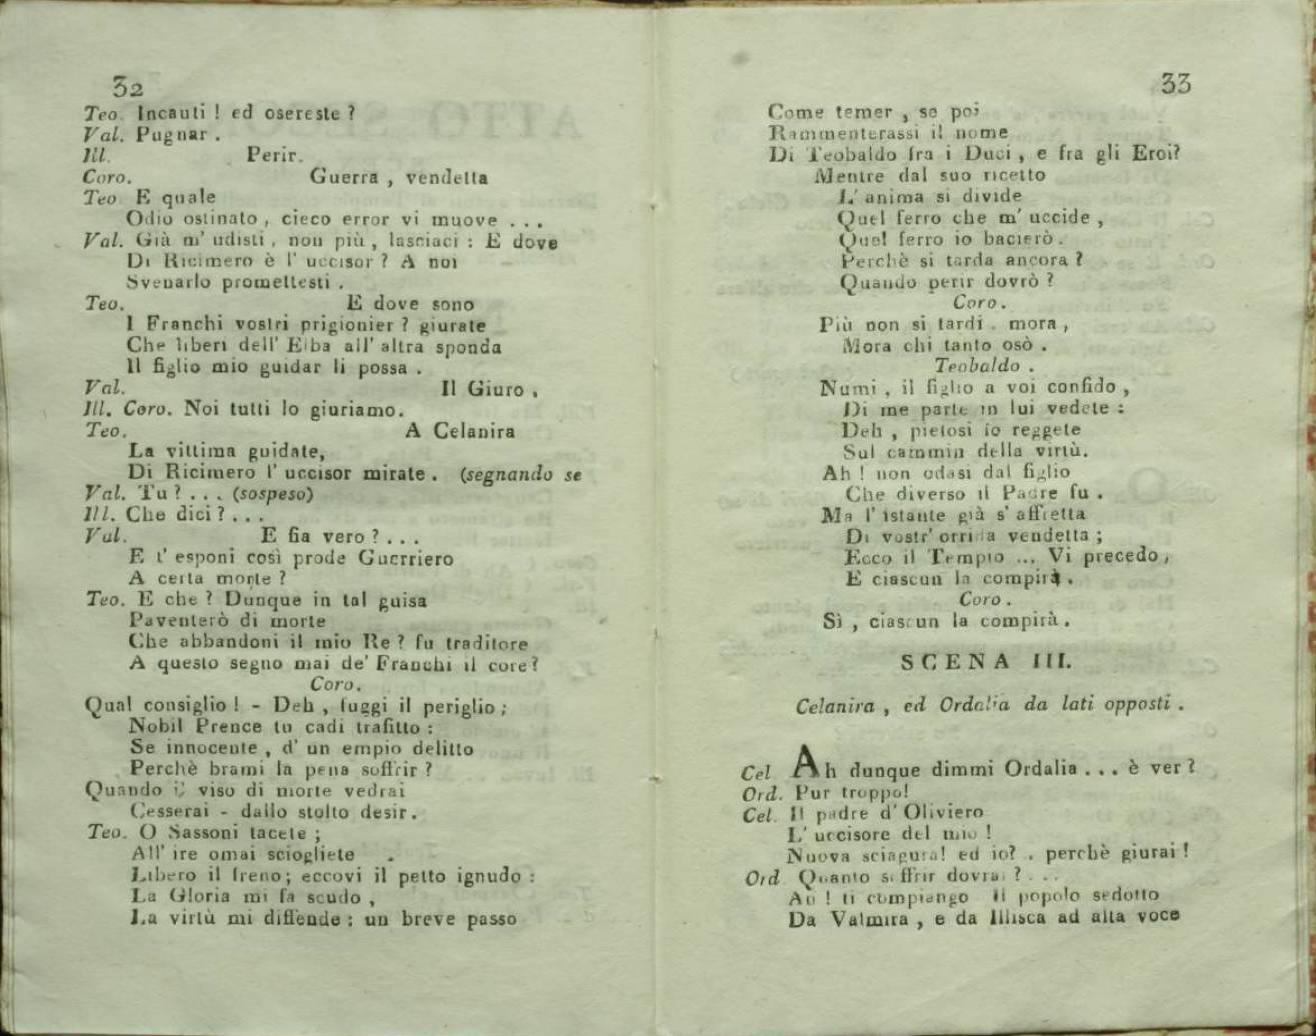 32
Teo. Incauti ! ed osereste ?
Val. Pugnar .
Ill. Perir.
Coro. Guerra , vendetta
Teo E quale
Odio ostinato , cieco error vi muove . . .
Val. Già m' udisti , non più , lasciaci : E dove
Di Ricimero è l' uccisor ? A noi
Svenarlo promettesti .
Teo. E dove sono
I Franchi vostri prigionier ? giurate
Che liberi dell' Elba all' altra sponda
Il figlio mio guidar li possa .
Val. Il Giuro .
Ill. Coro. Noi tutti lo giuriamo.
Teo. A Celanira
La vittima guidate,
Di Ricimero l' uccisor mirate . (segnando se
Val. Tu ? . . . (sospeso)
Ill. Che dici ? . . .
Val. E fia vero ? . . .
E t' esponi così prode Guerriero
A certa morte ?
Teo. E che ? Dunque in tal guisa
Paventerò di morte
Che abbandoni il mio Re ? fu traditore
A questo segno mai de' Franchi il core ?
Coro.
Qual consiglio ! - Deh , fuggi il periglio ;
Nobil Prence tu cadi trafitto :
Se innocente , d' un empio delitto
Perchè brami la pena soffrir ?
Quando il viso di morte vedrai
Cesserai - dallo stolto desir .
Teo. O Sassoni tacete ;
All' ire omai sciogliete
Libero il freno ; eccovi il petto ignudo :
La Gloria mi fa scudo ,
La virtù mi diffende : un breve passo
33
Come temer , se poi
Rammenterassi il nome
Di Teobaldo fra i Duci , e fra gli Eroi?
Mentre dal suo ricetto
L' anima si divide
Quel ferro che m' uccide ,
Quel ferro io bacierò .
Perchè si tarda ancora ?
Quando perir dovrò ?
Coro .
Più non si tardi . mora ,
Mora chi tanto osò .
Teobaldo .
Numi , il figlio a voi confido ,
Di me parte in lui vedete :
Deh , pietosi lo reggete
Sul cammin della virtù.
Ah ! non odasi dal figlio
Che diverso il Padre fu .
Ma l' istante già s' affretta
Di vostr' orrida vendetta ;
Ecco il Tempio ... Vi precedo ,
E ciascun la compirà .
Coro .
Sì , ciascun la compirà .
SCENA III.
Celanira , ed Ordalia da lati opposti .
Cel Ah dunque dimmi Ordalia . . . è ver ?
Ord. Pur troppo!
Cel. Il padre d' Oliviero
L' uccisore del mio !
Nuova sciagura! ed io? . perchè giurai !
Ord Quanto soffrir dovrai ? . . .
Ah ! ti compiango Il popolo sedotto
Da Valmira , e da Illisca ad alta voce